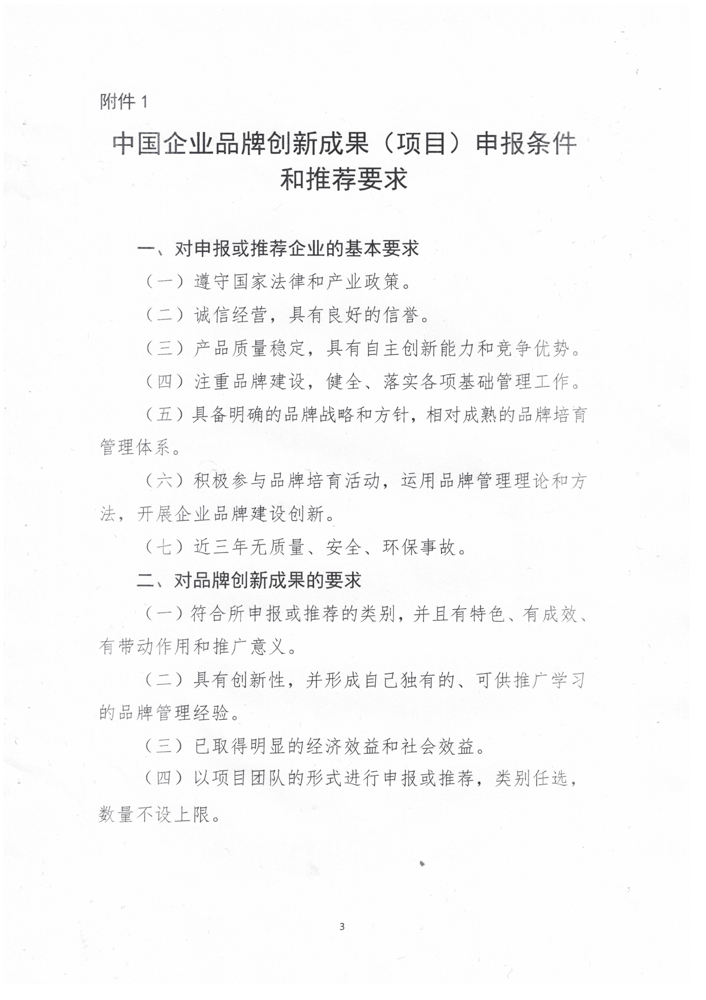 附件 1
中国企业品牌创新成果（项目）申报条件
和推荐要求
一、对申报或推荐企业的基本要求
（一）遵守国家法律和产业政策。
（二）诚信经营，具有良好的信誉。
（三）产品质量稳定，具有自主创新能力和竞争优势。
（四）注重品牌建设，健全、落实各项基础管理工作。
（五）具备明确的品牌战略和方针，相对成熟的品牌培育
管理体系。
（六）积极参与品牌培育活动，运用品牌管理理论和方
法，开展企业品牌建设创新。
（七）近三年无质量、安全、环保事故。
二、对品牌创新成果的要求
（一）符合所申报或推荐的类别，并且有特色、有成效、
有带动作用和推广意义。
（二）具有创新性，并形成自己独有的、可供推广学习
的品牌管理经验。
（三）已取得明显的经济效益和社会效益。
（四）以项目团队的形式进行申报或推荐，类别任选，
数量不设上限。
3